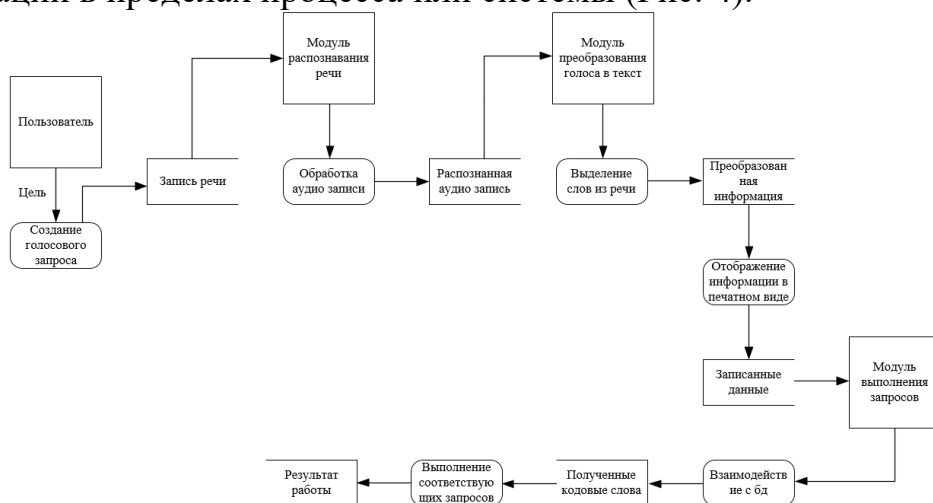 ации в пределах процесса или системы (Рис. 4).
Модуль
распознавания
речи
Модуль
преобразования
голоса в текст
Пользователь
Цель
Запись речи
Обработка
аудио записи
Распознанная
аудио запись
Выделение
слов из речи
Преобразован
ная
информация
Создание
голосового
запроса
Отображение
информации в
печатном виде
Записанные
данные
Модуль
выполнения
запросов
Результат
работы
Выполнение
соответствую
щих запросов
Полученные
кодовые слова
Взаимодейств
ие с бд